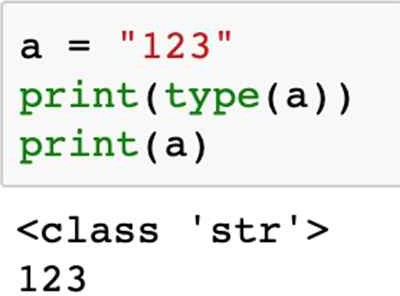 a = "123"
print(type(a))
print(a)
<class 'str'>
123